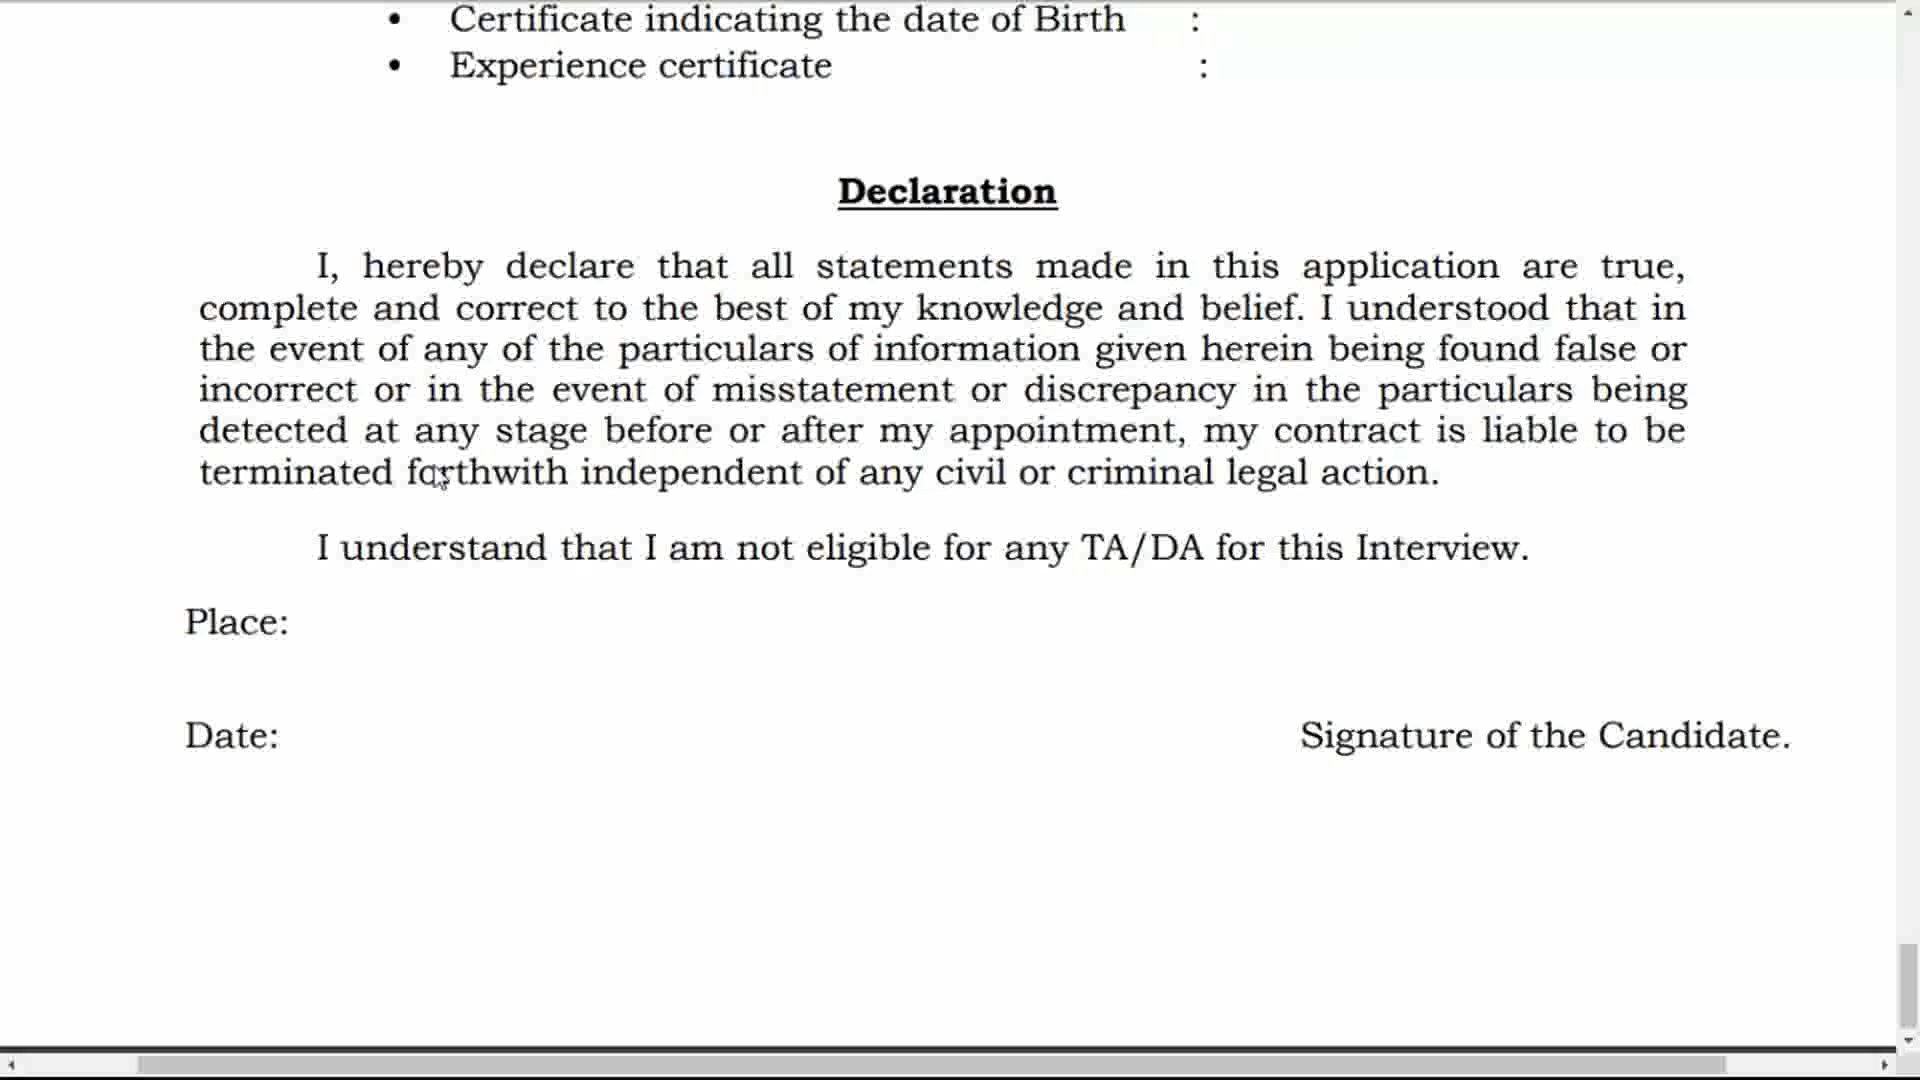 • Certificate indicating the date of Birth :
• Experience certificate :
Declaration
I, hereby declare that all statements made in this application are true,
complete and correct to the best of my knowledge and belief. I understood that in
the event of any of the particulars of information given herein being found false or
incorrect or in the event of misstatement or discrepancy in the particulars being
detected at any stage before or after my appointment, my contract is liable to be
terminated forthwith independent of any civil or criminal legal action.
I understand that I am not eligible for any TA/DA for this Interview.
Place:
Date: Signature of the Candidate.